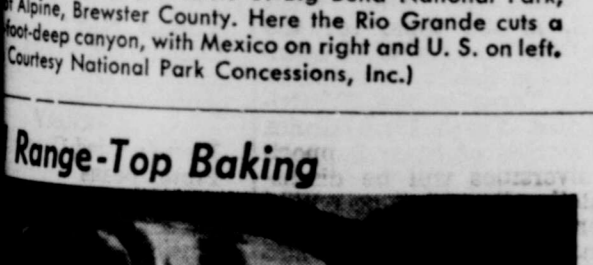 Alpine, Brewster County. Here the Rio Grande cuts a
foot-deep canyon, with Mexico on right and U. S. on left.
Courtesy National Park Concessions, Inc.)
Range-Top Baking